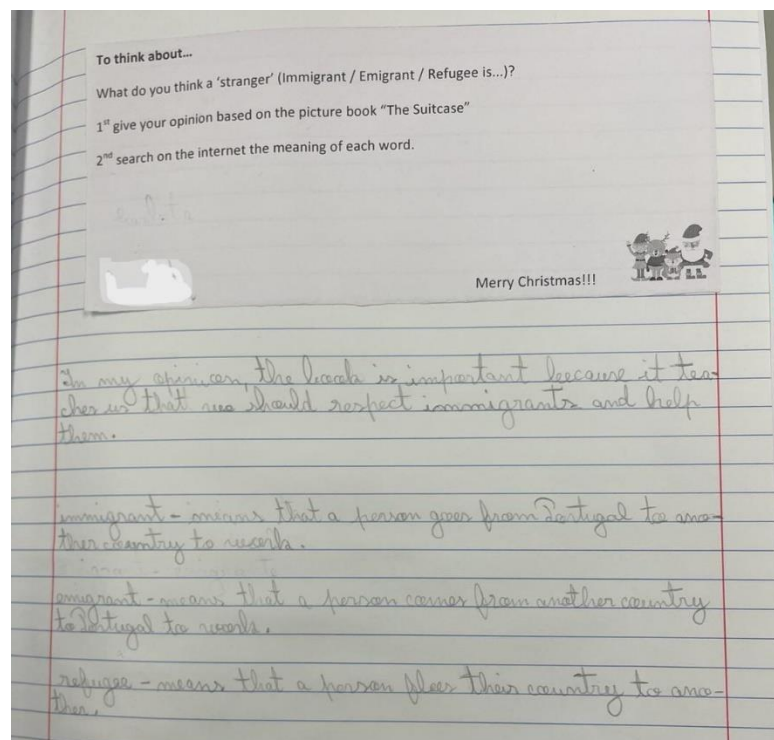 To think about...
What do you think a 'stranger' (Immigrant / Emigrant / Refugee is...)?
1st give your opinion based on the picture book "The Suitcase"
2nd search on the internet the meaning of each word.
Merry Christmas!!!
In my opinion, the book is important because it tea-
ches us that we should respect immigrants and help
them.
immigrant - means that a person goes from Portugal to ano-
ther country to work.
emigrant - means that a person comes from another country
to Portugal to work.
refugee - means that a person flees their country to ano-
ther.